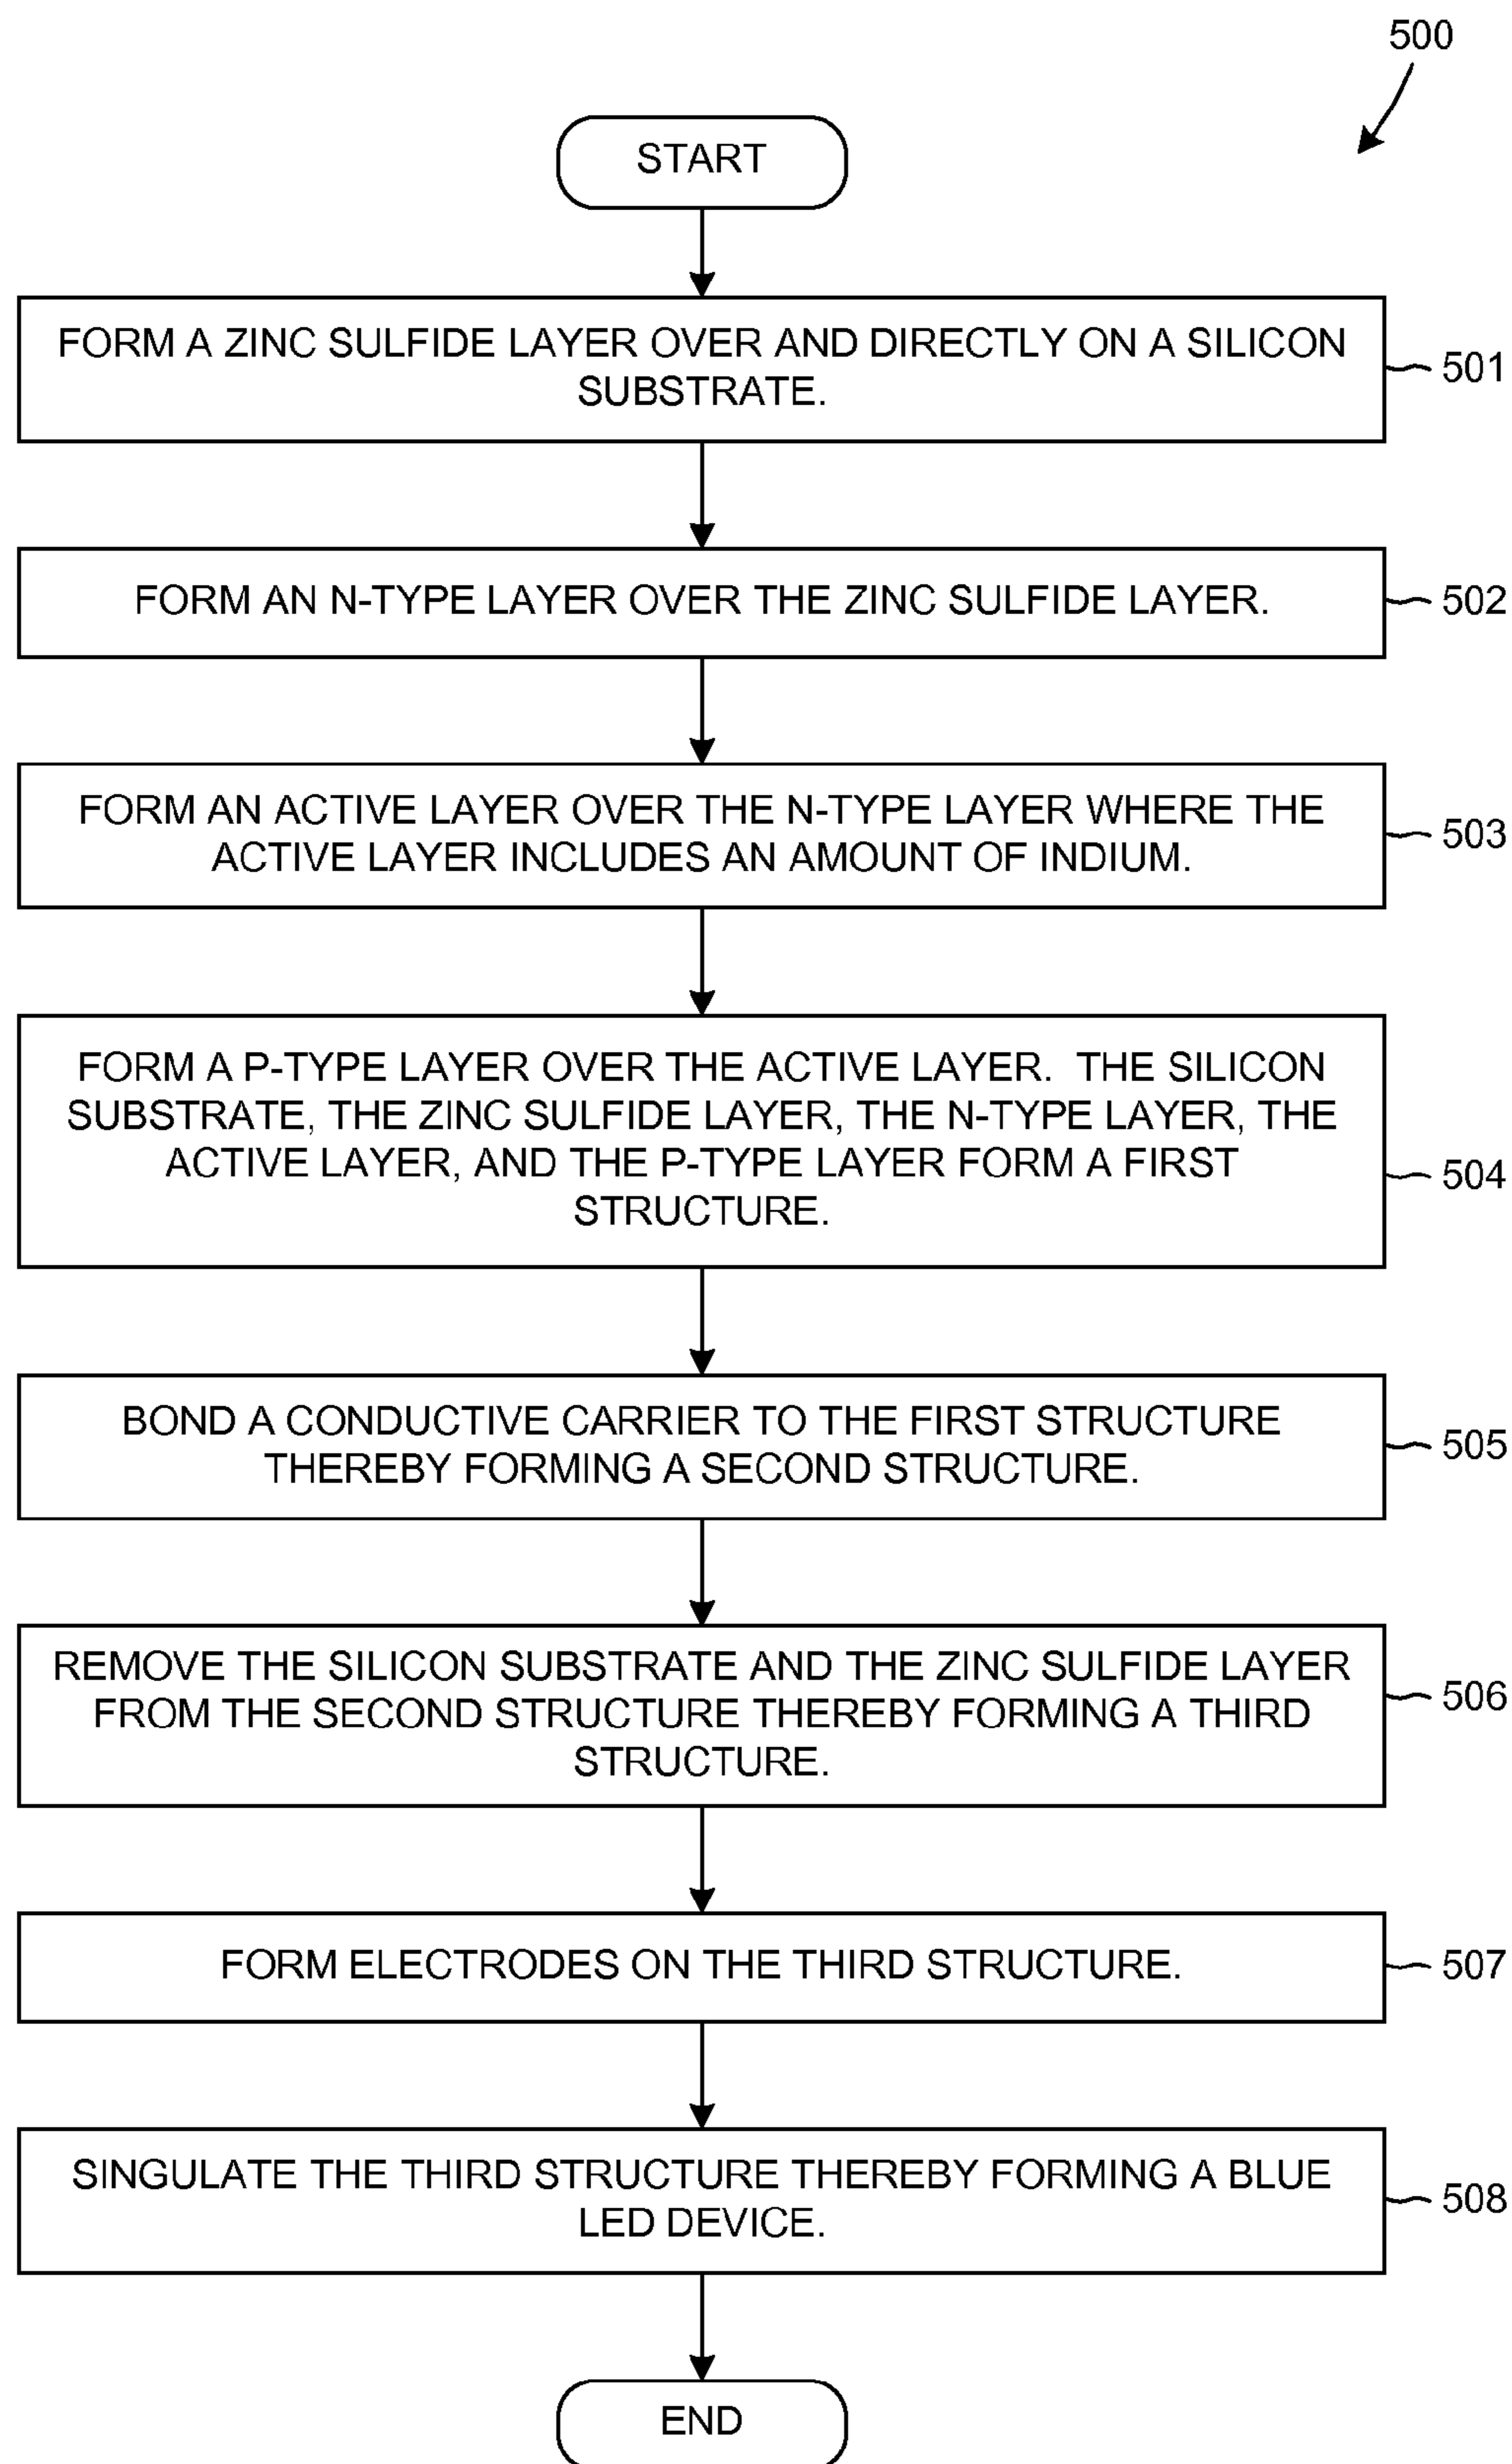 500
START
FORM A ZINC SULFIDE LAYER OVER AND DIRECTLY ON A SILICON
SUBSTRATE.
501
FORM AN N-TYPE LAYER OVER THE ZINC SULFIDE LAYER.
502
FORM AN ACTIVE LAYER OVER THE N-TYPE LAYER WHERE THE
ACTIVE LAYER INCLUDES AN AMOUNT OF INDIUM.
503
FORM A P-TYPE LAYER OVER THE ACTIVE LAYER. THE SILICON
SUBSTRATE, THE ZINC SULFIDE LAYER, THE N-TYPE LAYER, THE
ACTIVE LAYER, AND THE P-TYPE LAYER FORM A FIRST
STRUCTURE.
504
BOND A CONDUCTIVE CARRIER TO THE FIRST STRUCTURE
THEREBY FORMING A SECOND STRUCTURE.
505
REMOVE THE SILICON SUBSTRATE AND THE ZINC SULFIDE LAYER
FROM THE SECOND STRUCTURE THEREBY FORMING A THIRD
STRUCTURE.
506
FORM ELECTRODES ON THE THIRD STRUCTURE.
507
SINGULATE THE THIRD STRUCTURE THEREBY FORMING A BLUE
LED DEVICE.
508
END